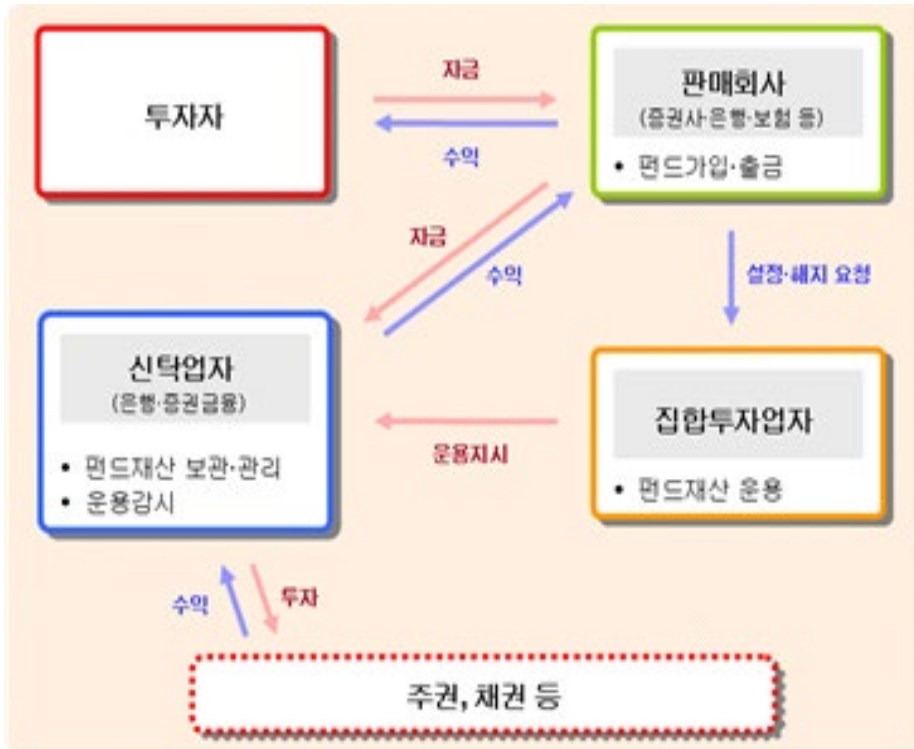 투자자
자금
수익
판매회사
(증권사·은행·보험 등)
• 펀드가입·출금
자금
수익
설정·해지 요청
신탁업자
(은행·증권금융)
• 펀드재산 보관·관리
• 운용감시
운용지시
집합투자업자
• 펀드재산 운용
수익
투자
주권, 채권 등